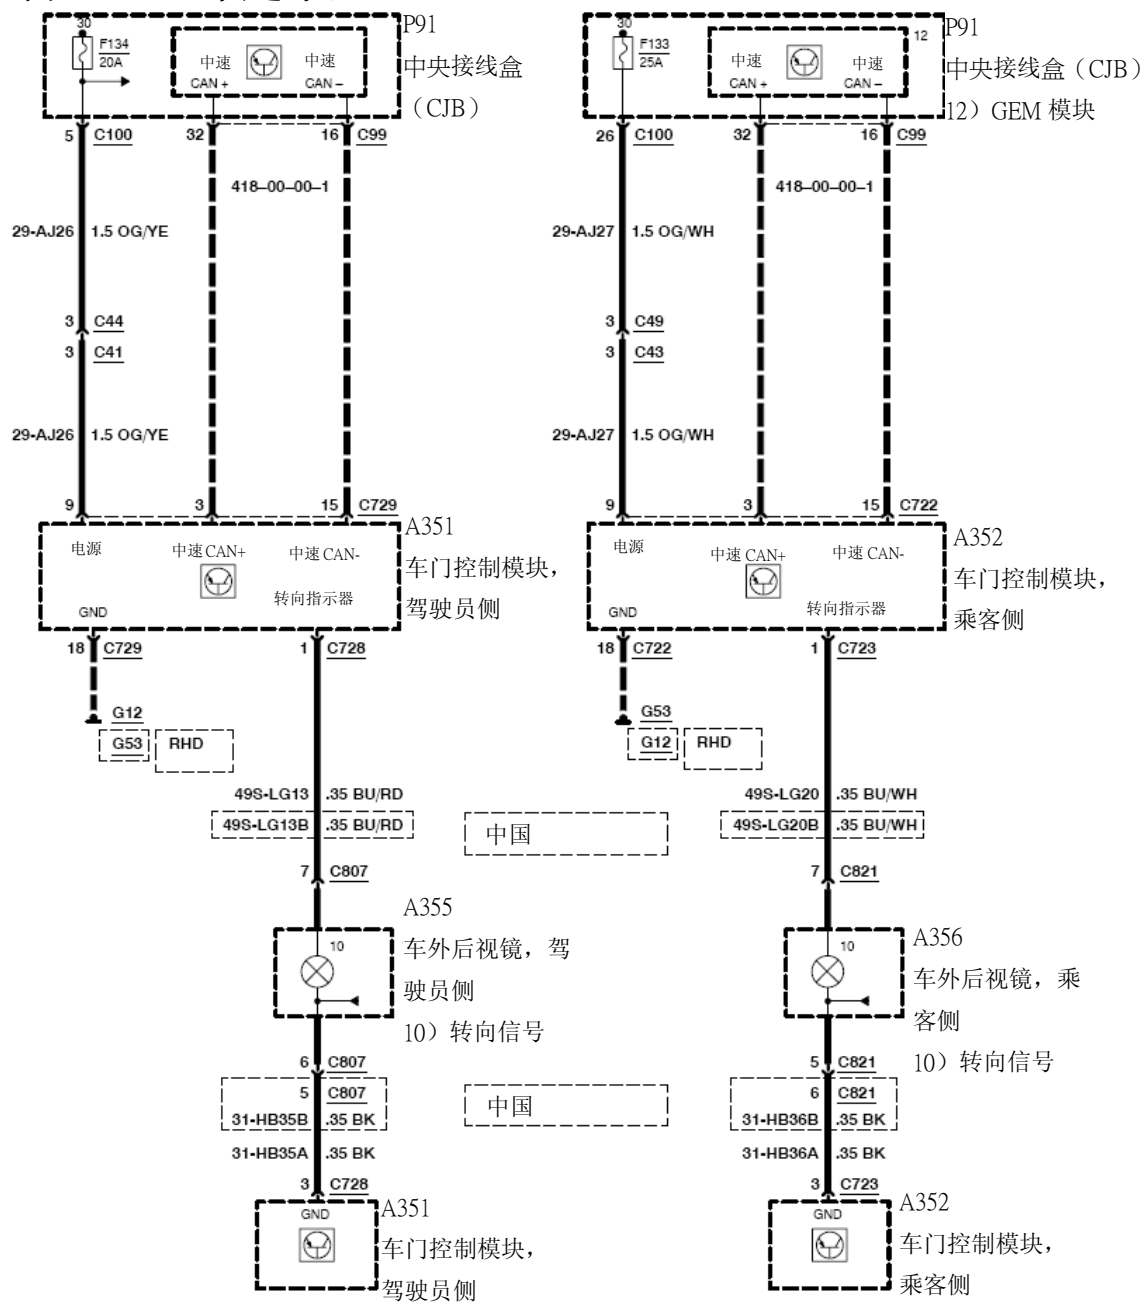 30
F134
20A
中速
中速
CAN +
CAN –
P91
中央接线盒
（CJB）
5
C100
32
16
C99
418–00–00–1
29-AJ26
1.5 OG/YE
3
C44
3
C41
29-AJ26
1.5 OG/YE
9
3
15
C729
电源
中速 CAN+
中速 CAN-
转向指示器
GND
A351
车门控制模块，
驾驶员侧
18
C729
1
C728
G12
G53
RHD
49S-LG13
.35 BU/RD
49S-LG13B
.35 BU/RD
中国
7
C807
10
A355
车外后视镜，驾
驶员侧
10）转向信号
6
C807
5
C807
31-HB35B
.35 BK
中国
31-HB35A
.35 BK
3
C728
GND
A351
车门控制模块，
驾驶员侧
30
F133
25A
中速
中速
12
CAN +
CAN –
P91
中央接线盒（CJB）
12）GEM 模块
26
C100
32
16
C99
418–00–00–1
29-AJ27
1.5 OG/WH
3
C49
3
C43
29-AJ27
1.5 OG/WH
9
3
15
C722
电源
中速 CAN+
中速 CAN-
转向指示器
GND
A352
车门控制模块，
乘客侧
18
C722
1
C723
G53
G12
RHD
49S-LG20
.35 BU/WH
49S-LG20B
.35 BU/WH
7
C821
10
A356
车外后视镜，乘
客侧
10）转向信号
5
C821
6
C821
31-HB36B
.35 BK
31-HB36A
.35 BK
3
C723
GND
A352
车门控制模块，
乘客侧